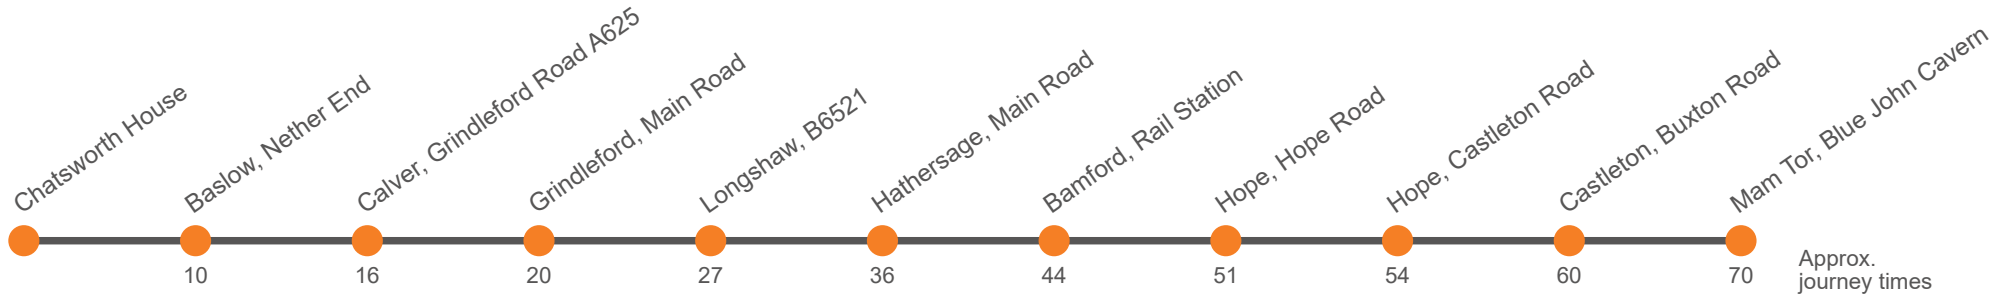 Chatsworth House
Baslow, Nether End
Calver, Grindleford Road A625
Grindleford, Main Road
Longshaw, B6521
Hathersage, Main Road
Bamford, Rail Station
Hope, Hope Road
Hope, Castleton Road
Castleton, Buxton Road
Mam Tor, Blue John Cavern
10
16
20
27
36
44
51
54
60
70
Approx.
journey times